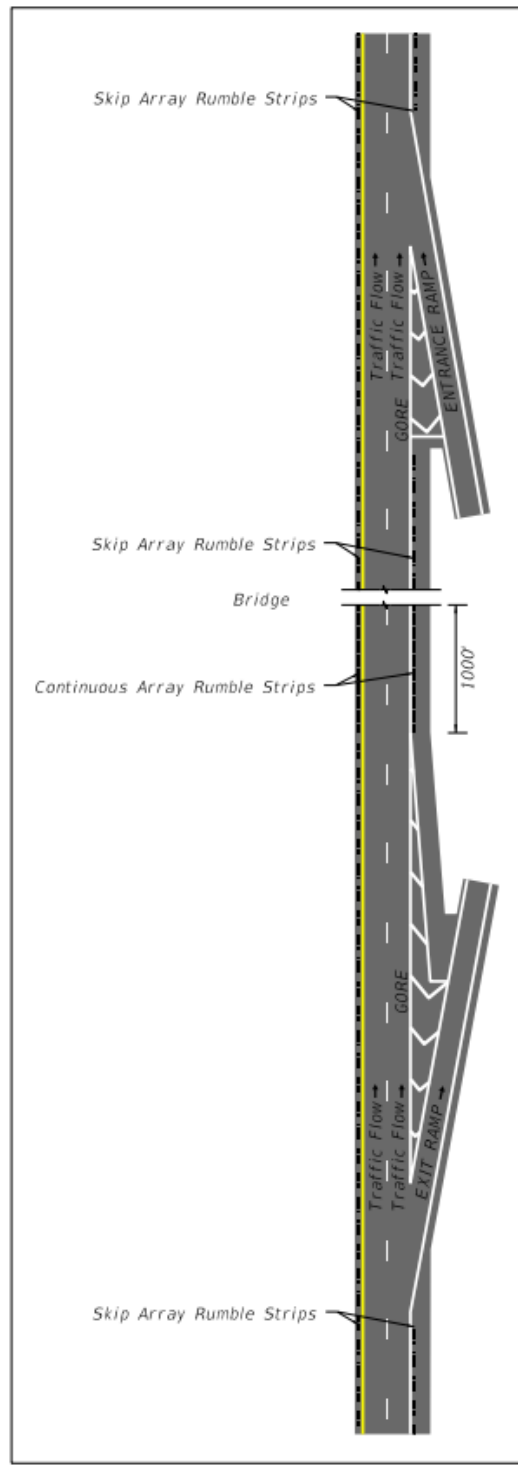 Skip Array Rumble Strips
Traffic Flow→
Traffic Flow→
ENTRANCE RAMP→
GORE
Skip Array Rumble Strips
Bridge
Continuous Array Rumble Strips
1000'
GORE
Traffic Flow→
Traffic Flow→
EXIT RAMP→
Skip Array Rumble Strips